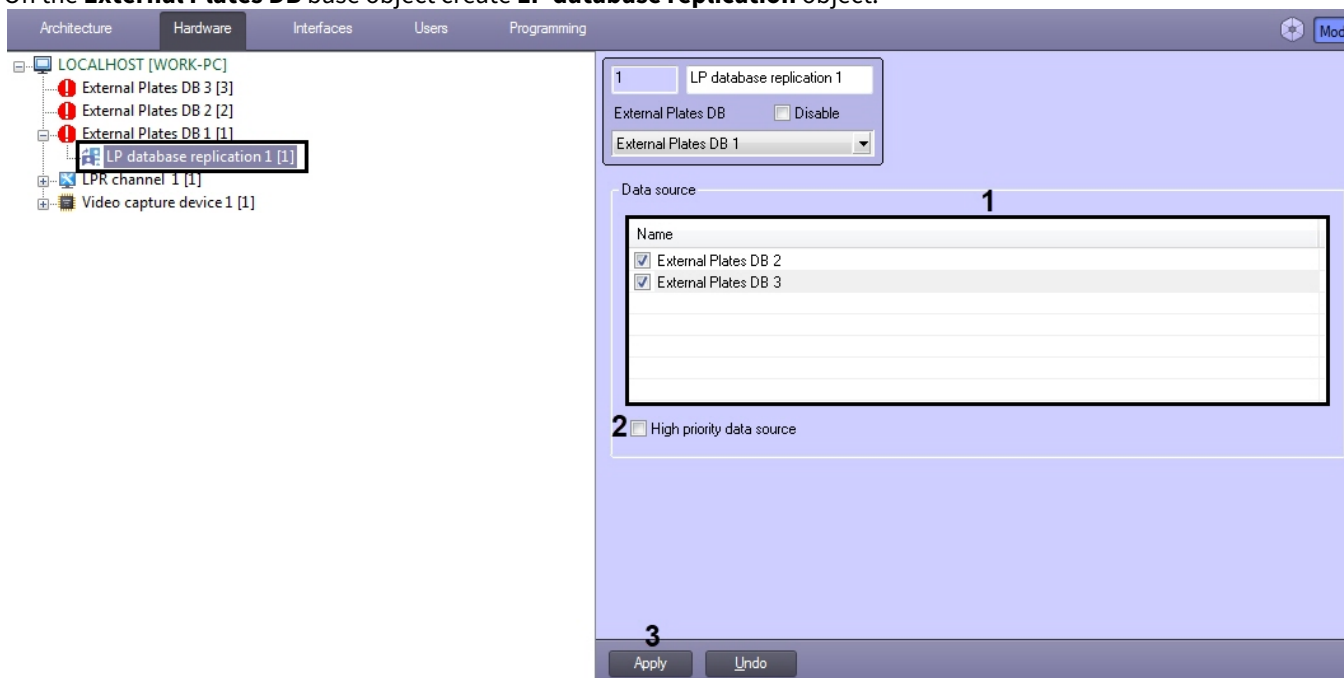 On the External Plates DB base object create LP database replication object.
Architecture Hardware Interfaces Users Programming Mod
LOCALHOST [WORK-PC]
External Plates DB 3 [3]
External Plates DB 2 [2]
External Plates DB 1 [1]
LP database replication 1 [1]
LPR channel 1 [1]
Video capture device 1 [1]
1 LP database replication 1
External Plates DB Disable
External Plates DB 1
Data source
1
Name
External Plates DB 2
External Plates DB 3
2 High priority data source
3
Apply Undo